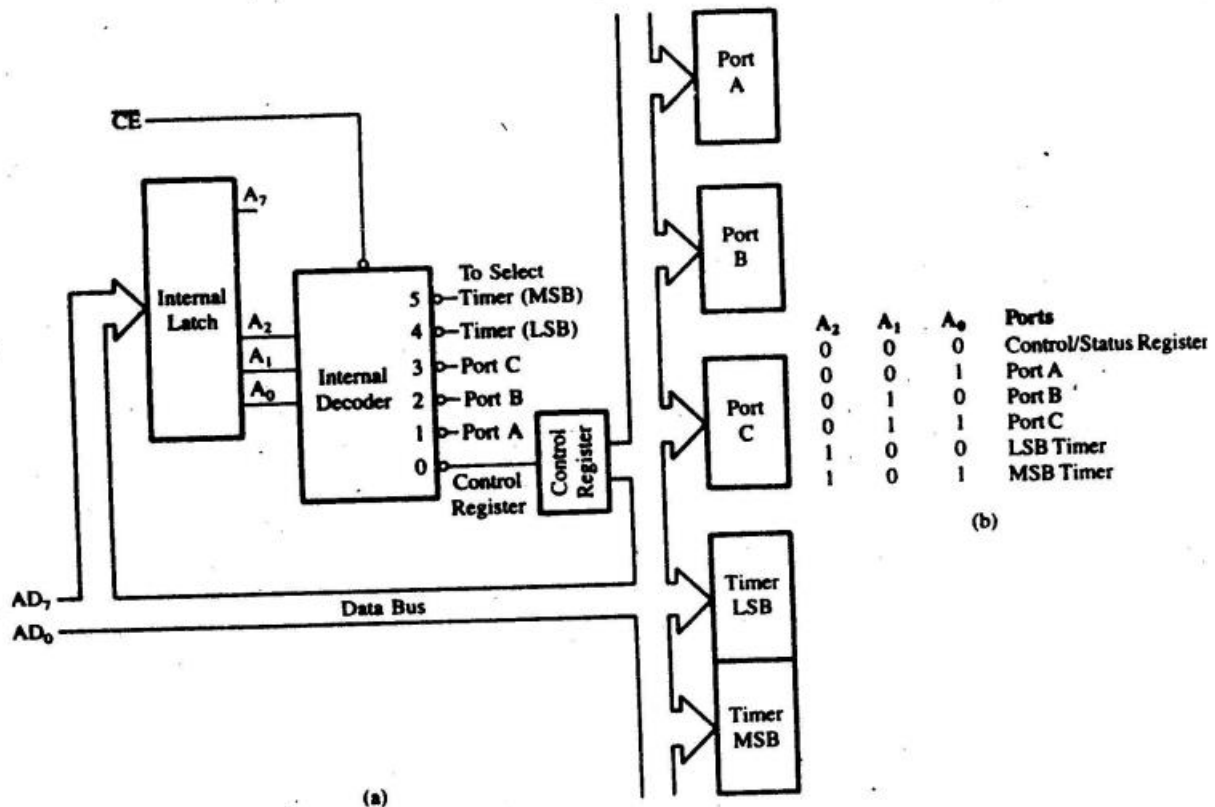 Port
A
CE
A7
Port
B
To Select
5 Timer (MSB)
Internal
Latch
A2
4 Timer (LSB)
A1
3 Port C
Internal
Decoder
A0
2 Port B
1 Port A
0
Control
Register
Control
Register
Port
C
A2 A1 A0 Ports
0 0 0 Control/Status Register
0 0 1 Port A
0 1 0 Port B
0 1 1 Port C
1 0 0 LSB Timer
1 0 1 MSB Timer
(b)
AD7
Data Bus
AD0
Timer
LSB
Timer
MSB
(a)